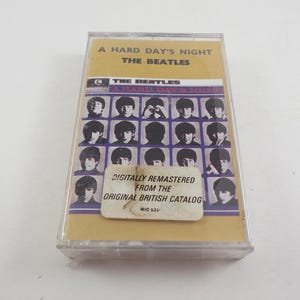 A HARD DAY'S NIGHT
THE BEATLES
THE BEATLES
A HARD DAY'S NIGHT
DIGITALLY REMASTERED
FROM THE
ORIGINAL BRITISH CATALOG